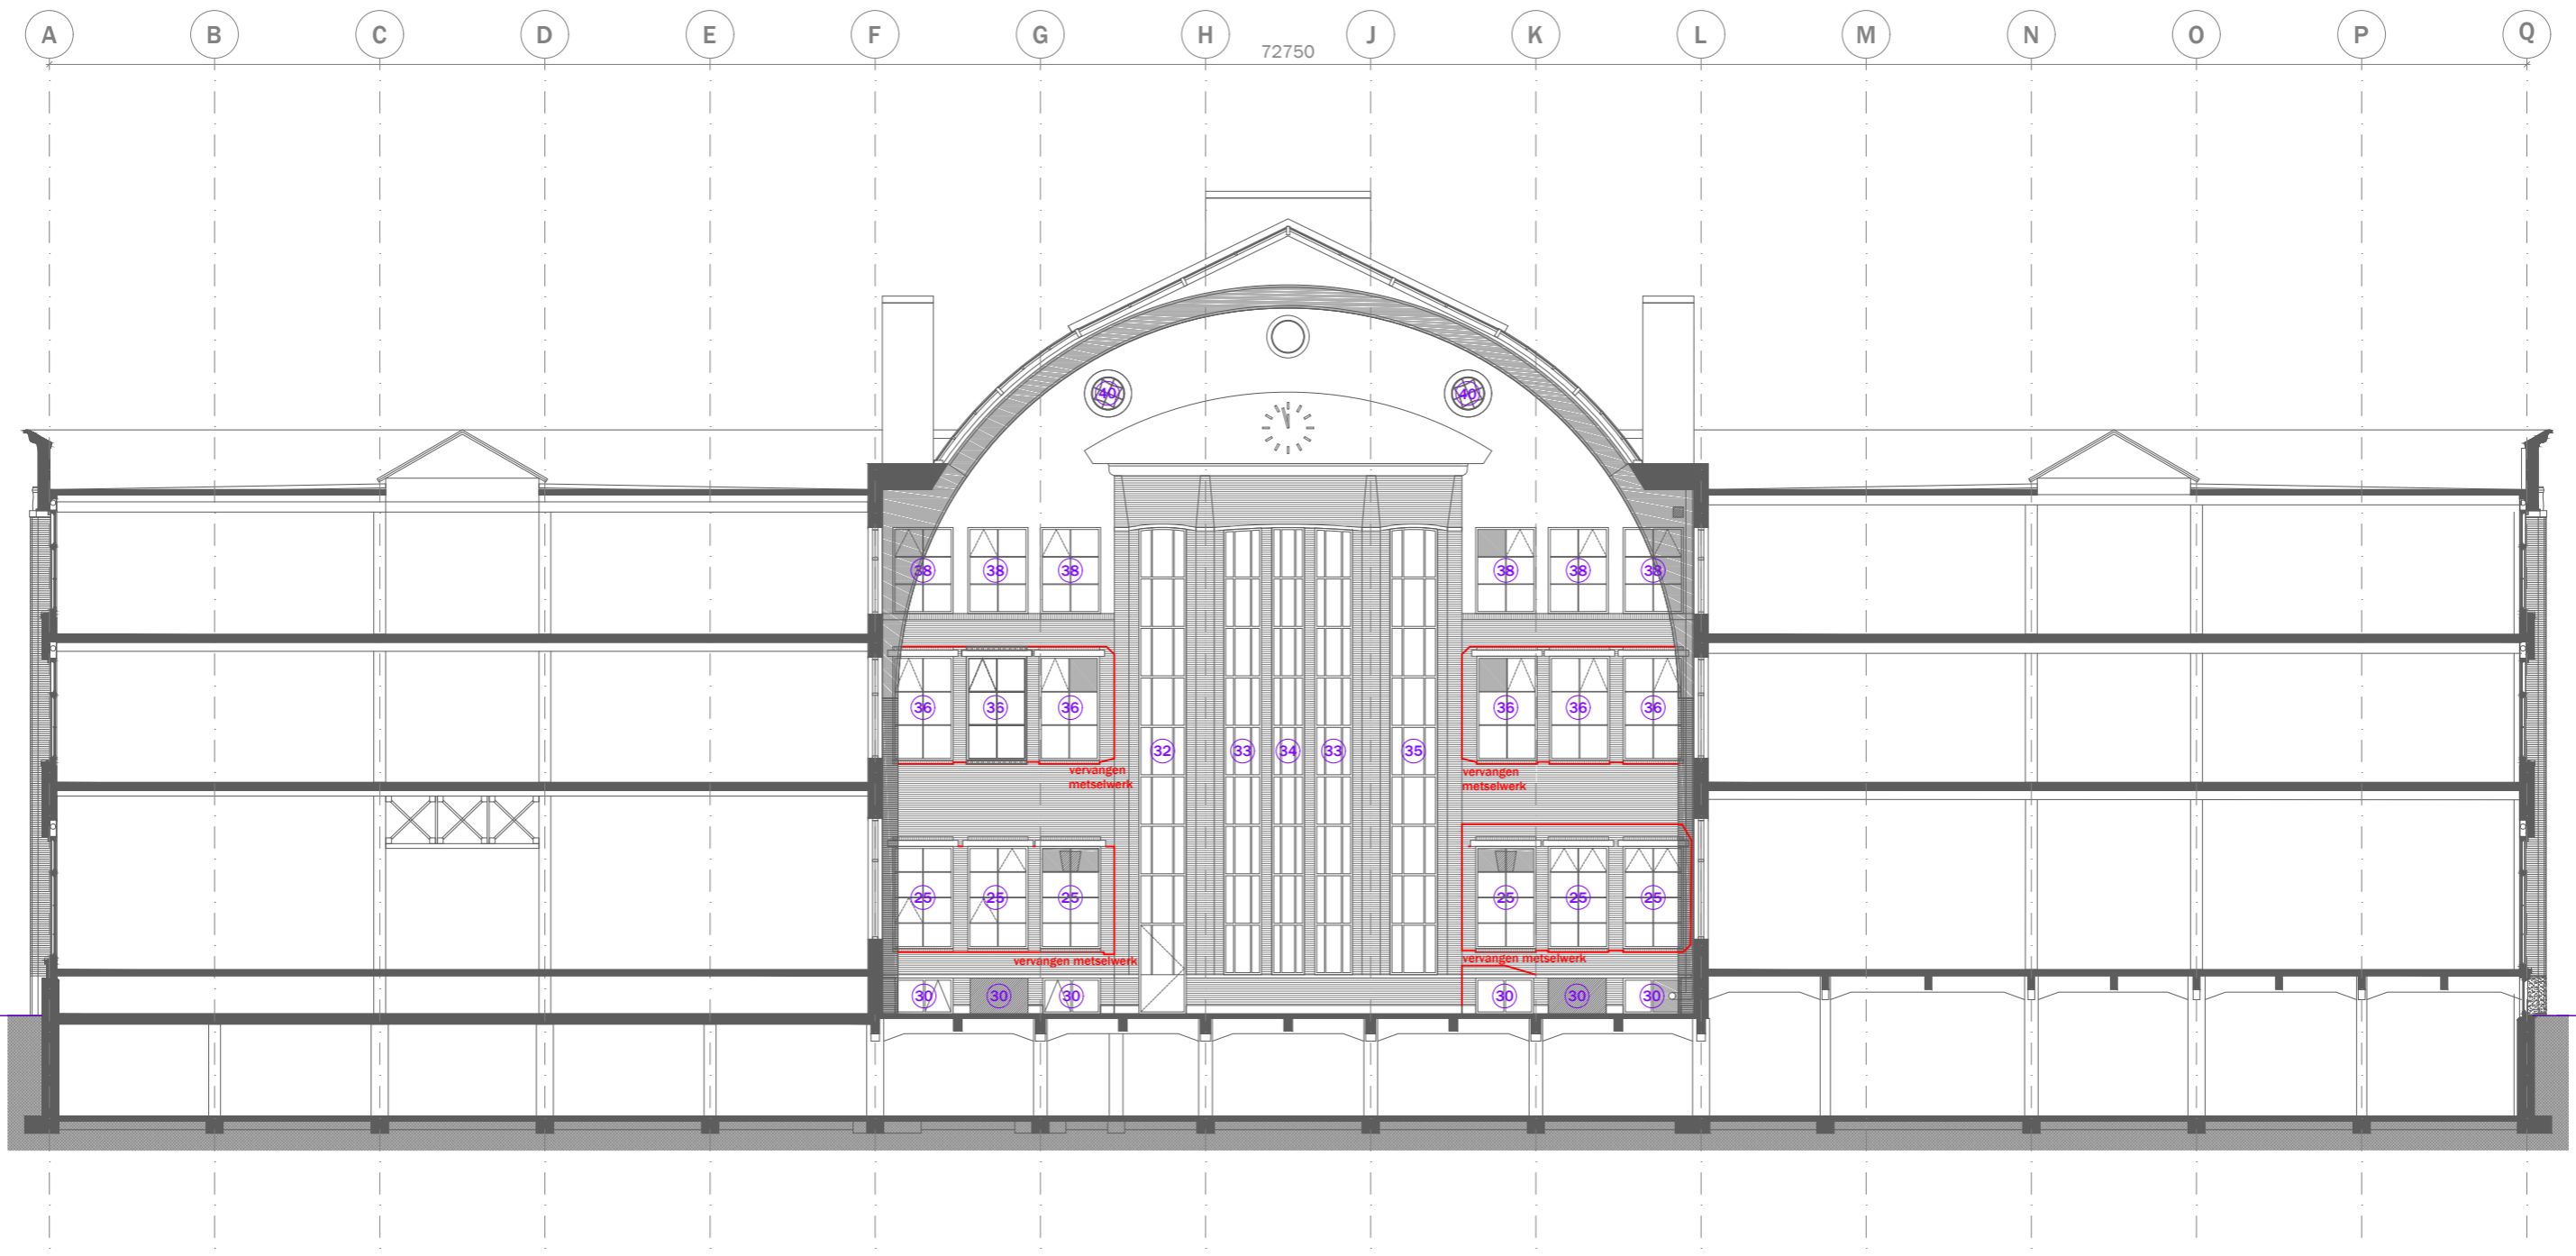 A B C D E F G H J K L M N O P Q
72750
40 40
38 38 38 38 38 38
36 36 36 36 36 36
32 33 34 33 35
vervangen
metselwerk
vervangen
metselwerk
25 25 25 25 25 25
vervangen metselwerk
vervangen metselwerk
30 30 30 30 30 30